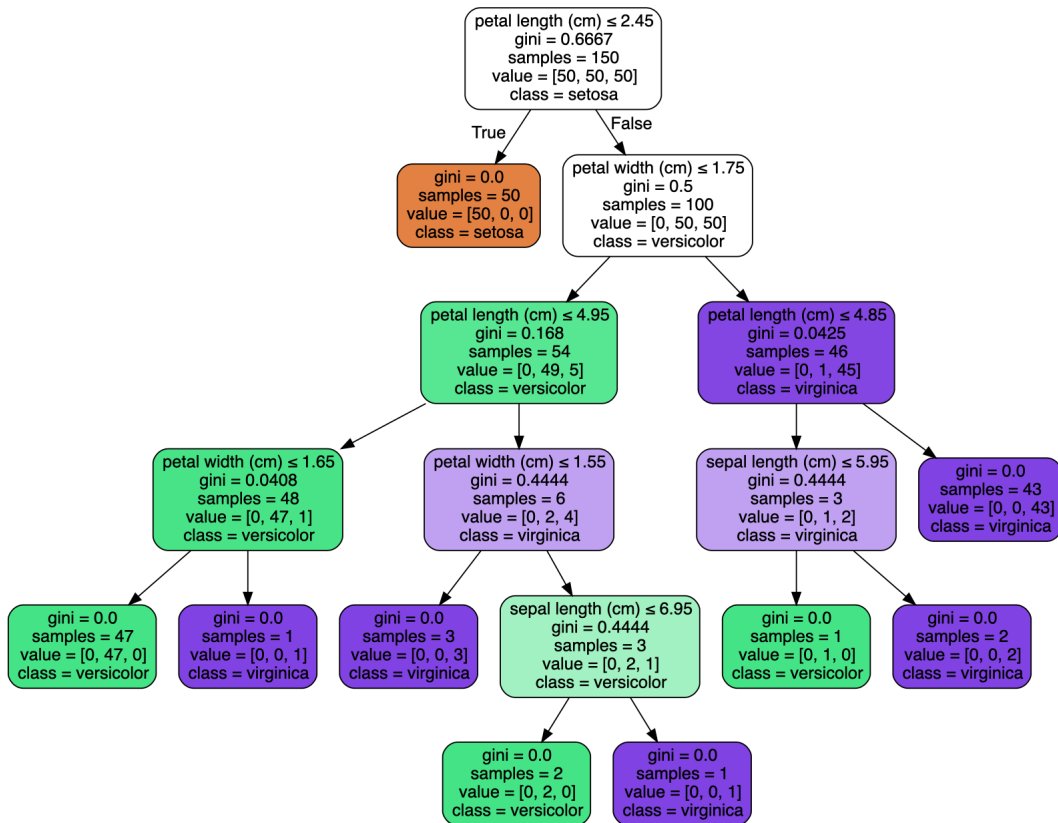 petal length (cm) ≤ 2.45
gini = 0.6667
samples = 150
value = [50, 50, 50]
class = setosa
True
False
gini = 0.0
samples = 50
value = [50, 0, 0]
class = setosa
petal width (cm) ≤ 1.75
gini = 0.5
samples = 100
value = [0, 50, 50]
class = versicolor
petal length (cm) ≤ 4.95
gini = 0.168
samples = 54
value = [0, 49, 5]
class = versicolor
petal length (cm) ≤ 4.85
gini = 0.0425
samples = 46
value = [0, 1, 45]
class = virginica
petal width (cm) ≤ 1.65
gini = 0.0408
samples = 48
value = [0, 47, 1]
class = versicolor
petal width (cm) ≤ 1.55
gini = 0.4444
samples = 6
value = [0, 2, 4]
class = virginica
sepal length (cm) ≤ 5.95
gini = 0.4444
samples = 3
value = [0, 1, 2]
class = virginica
gini = 0.0
samples = 43
value = [0, 0, 43]
class = virginica
gini = 0.0
samples = 47
value = [0, 47, 0]
class = versicolor
gini = 0.0
samples = 1
value = [0, 0, 1]
class = virginica
gini = 0.0
samples = 3
value = [0, 0, 3]
class = virginica
sepal length (cm) ≤ 6.95
gini = 0.4444
samples = 3
value = [0, 2, 1]
class = versicolor
gini = 0.0
samples = 1
value = [0, 1, 0]
class = versicolor
gini = 0.0
samples = 2
value = [0, 0, 2]
class = virginica
gini = 0.0
samples = 2
value = [0, 2, 0]
class = versicolor
gini = 0.0
samples = 1
value = [0, 0, 1]
class = virginica